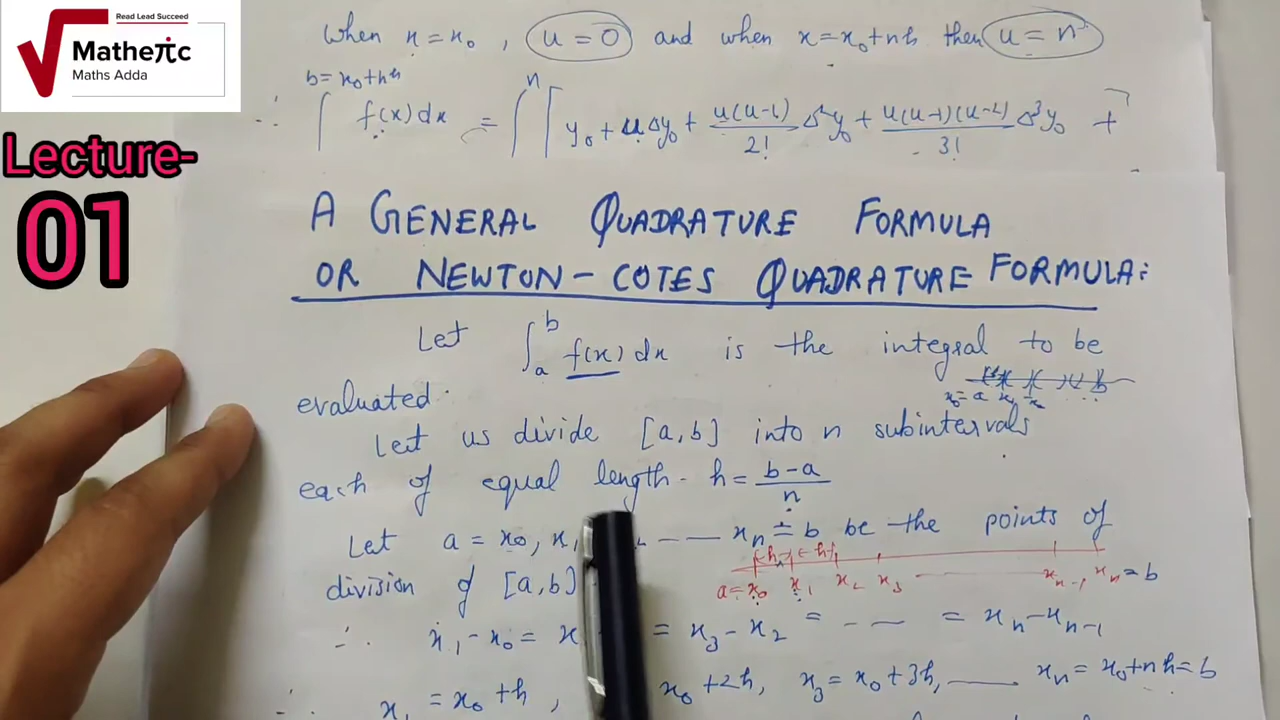 Read Lead Succeed
Matheπc
Maths Adda
Lecture-
01
When x = x₀, u = 0 and when x = x₀ + nh then u = n
b = x₀ + nh
∴ ∫ f(x) dx = ∫ⁿ [y₀ + uΔy₀ + u(u-1)/2! Δ²y₀ + u(u-1)(u-2)/3! Δ³y₀ +
A GENERAL QUADRATURE FORMULA
OR NEWTON-COTES QUADRATURE FORMULA:
Let ∫ₐᵇ f(x) dx is the integral to be
evaluated.
x₀ = a x₁ x₂ b
Let us divide [a,b] into n subintervals
each of equal length h = (b-a)/n
Let a = x₀, x₁ ---- xₙ = b be the points of
h h
division of [a,b]
a = x₀ x₁ x₂ x₃ ---- xₙ₋₁ xₙ = b
∴ x₁ - x₀ = x = x₃ - x₂ = ---- = xₙ - xₙ₋₁
∴ x₁ = x₀ + h, x₀ + 2h, x₃ = x₀ + 3h, ---- xₙ = x₀ + nh = b